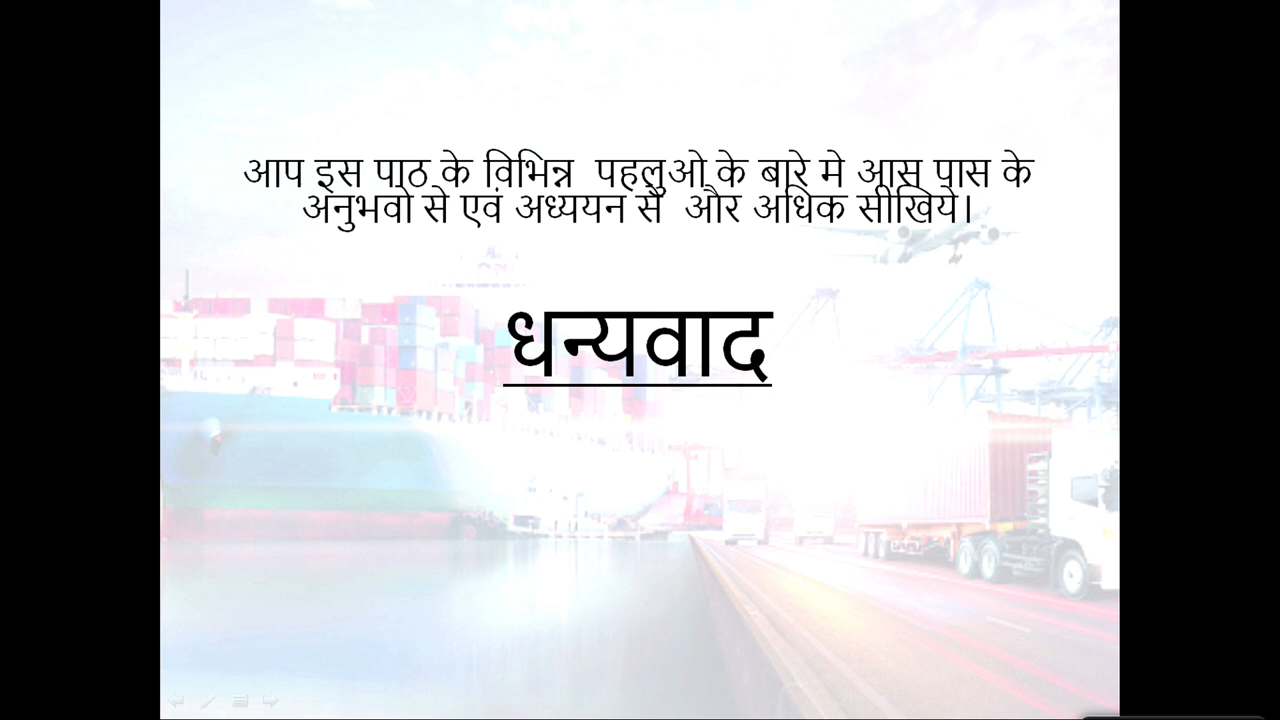 आप इस पाठ के विभिन्न पहलुओ के बारे मे आस पास के
अनुभवो से एवं अध्ययन से और अधिक सीखिये।
धन्यवाद